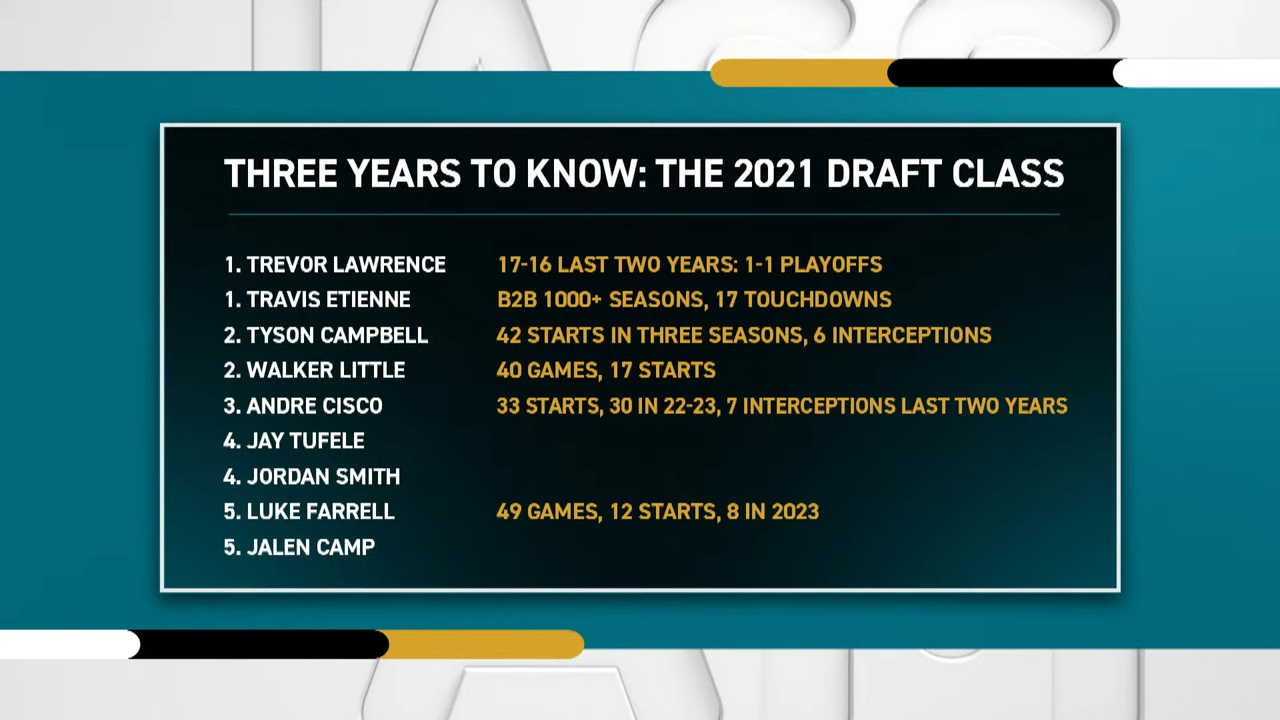 THREE YEARS TO KNOW: THE 2021 DRAFT CLASS
1. TREVOR LAWRENCE 17-16 LAST TWO YEARS: 1-1 PLAYOFFS
1. TRAVIS ETIENNE B2B 1000+ SEASONS, 17 TOUCHDOWNS
2. TYSON CAMPBELL 42 STARTS IN THREE SEASONS, 6 INTERCEPTIONS
2. WALKER LITTLE 40 GAMES, 17 STARTS
3. ANDRE CISCO 33 STARTS, 30 IN 22-23, 7 INTERCEPTIONS LAST TWO YEARS
4. JAY TUFELE
4. JORDAN SMITH
5. LUKE FARRELL 49 GAMES, 12 STARTS, 8 IN 2023
5. JALEN CAMP